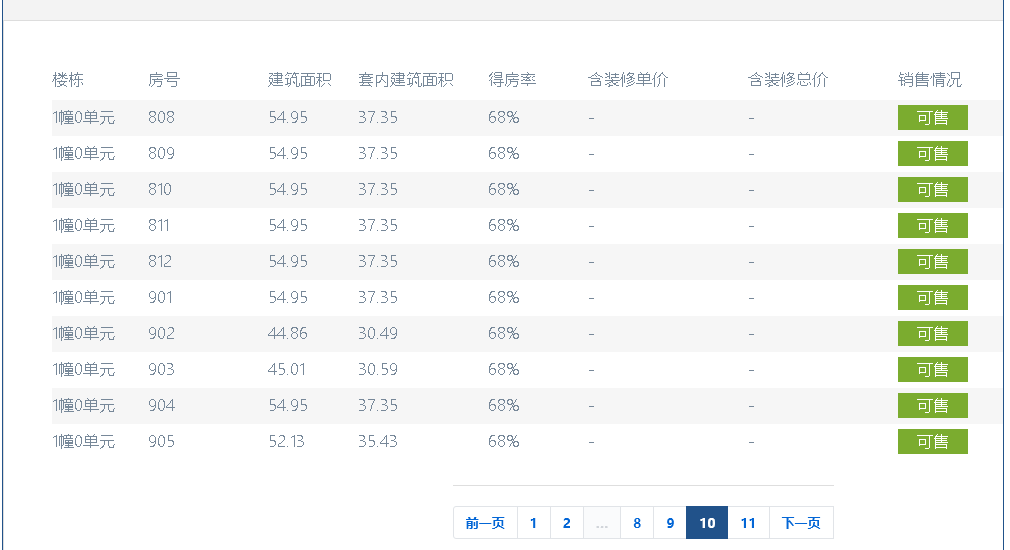 楼栋 房号 建筑面积 套内建筑面积 得房率 含装修单价 含装修总价 销售情况
1幢0单元 808 54.95 37.35 68% - - 可售
1幢0单元 809 54.95 37.35 68% - - 可售
1幢0单元 810 54.95 37.35 68% - - 可售
1幢0单元 811 54.95 37.35 68% - - 可售
1幢0单元 812 54.95 37.35 68% - - 可售
1幢0单元 901 54.95 37.35 68% - - 可售
1幢0单元 902 44.86 30.49 68% - - 可售
1幢0单元 903 45.01 30.59 68% - - 可售
1幢0单元 904 54.95 37.35 68% - - 可售
1幢0单元 905 52.13 35.43 68% - - 可售
前一页 1 2 ... 8 9 10 11 下一页